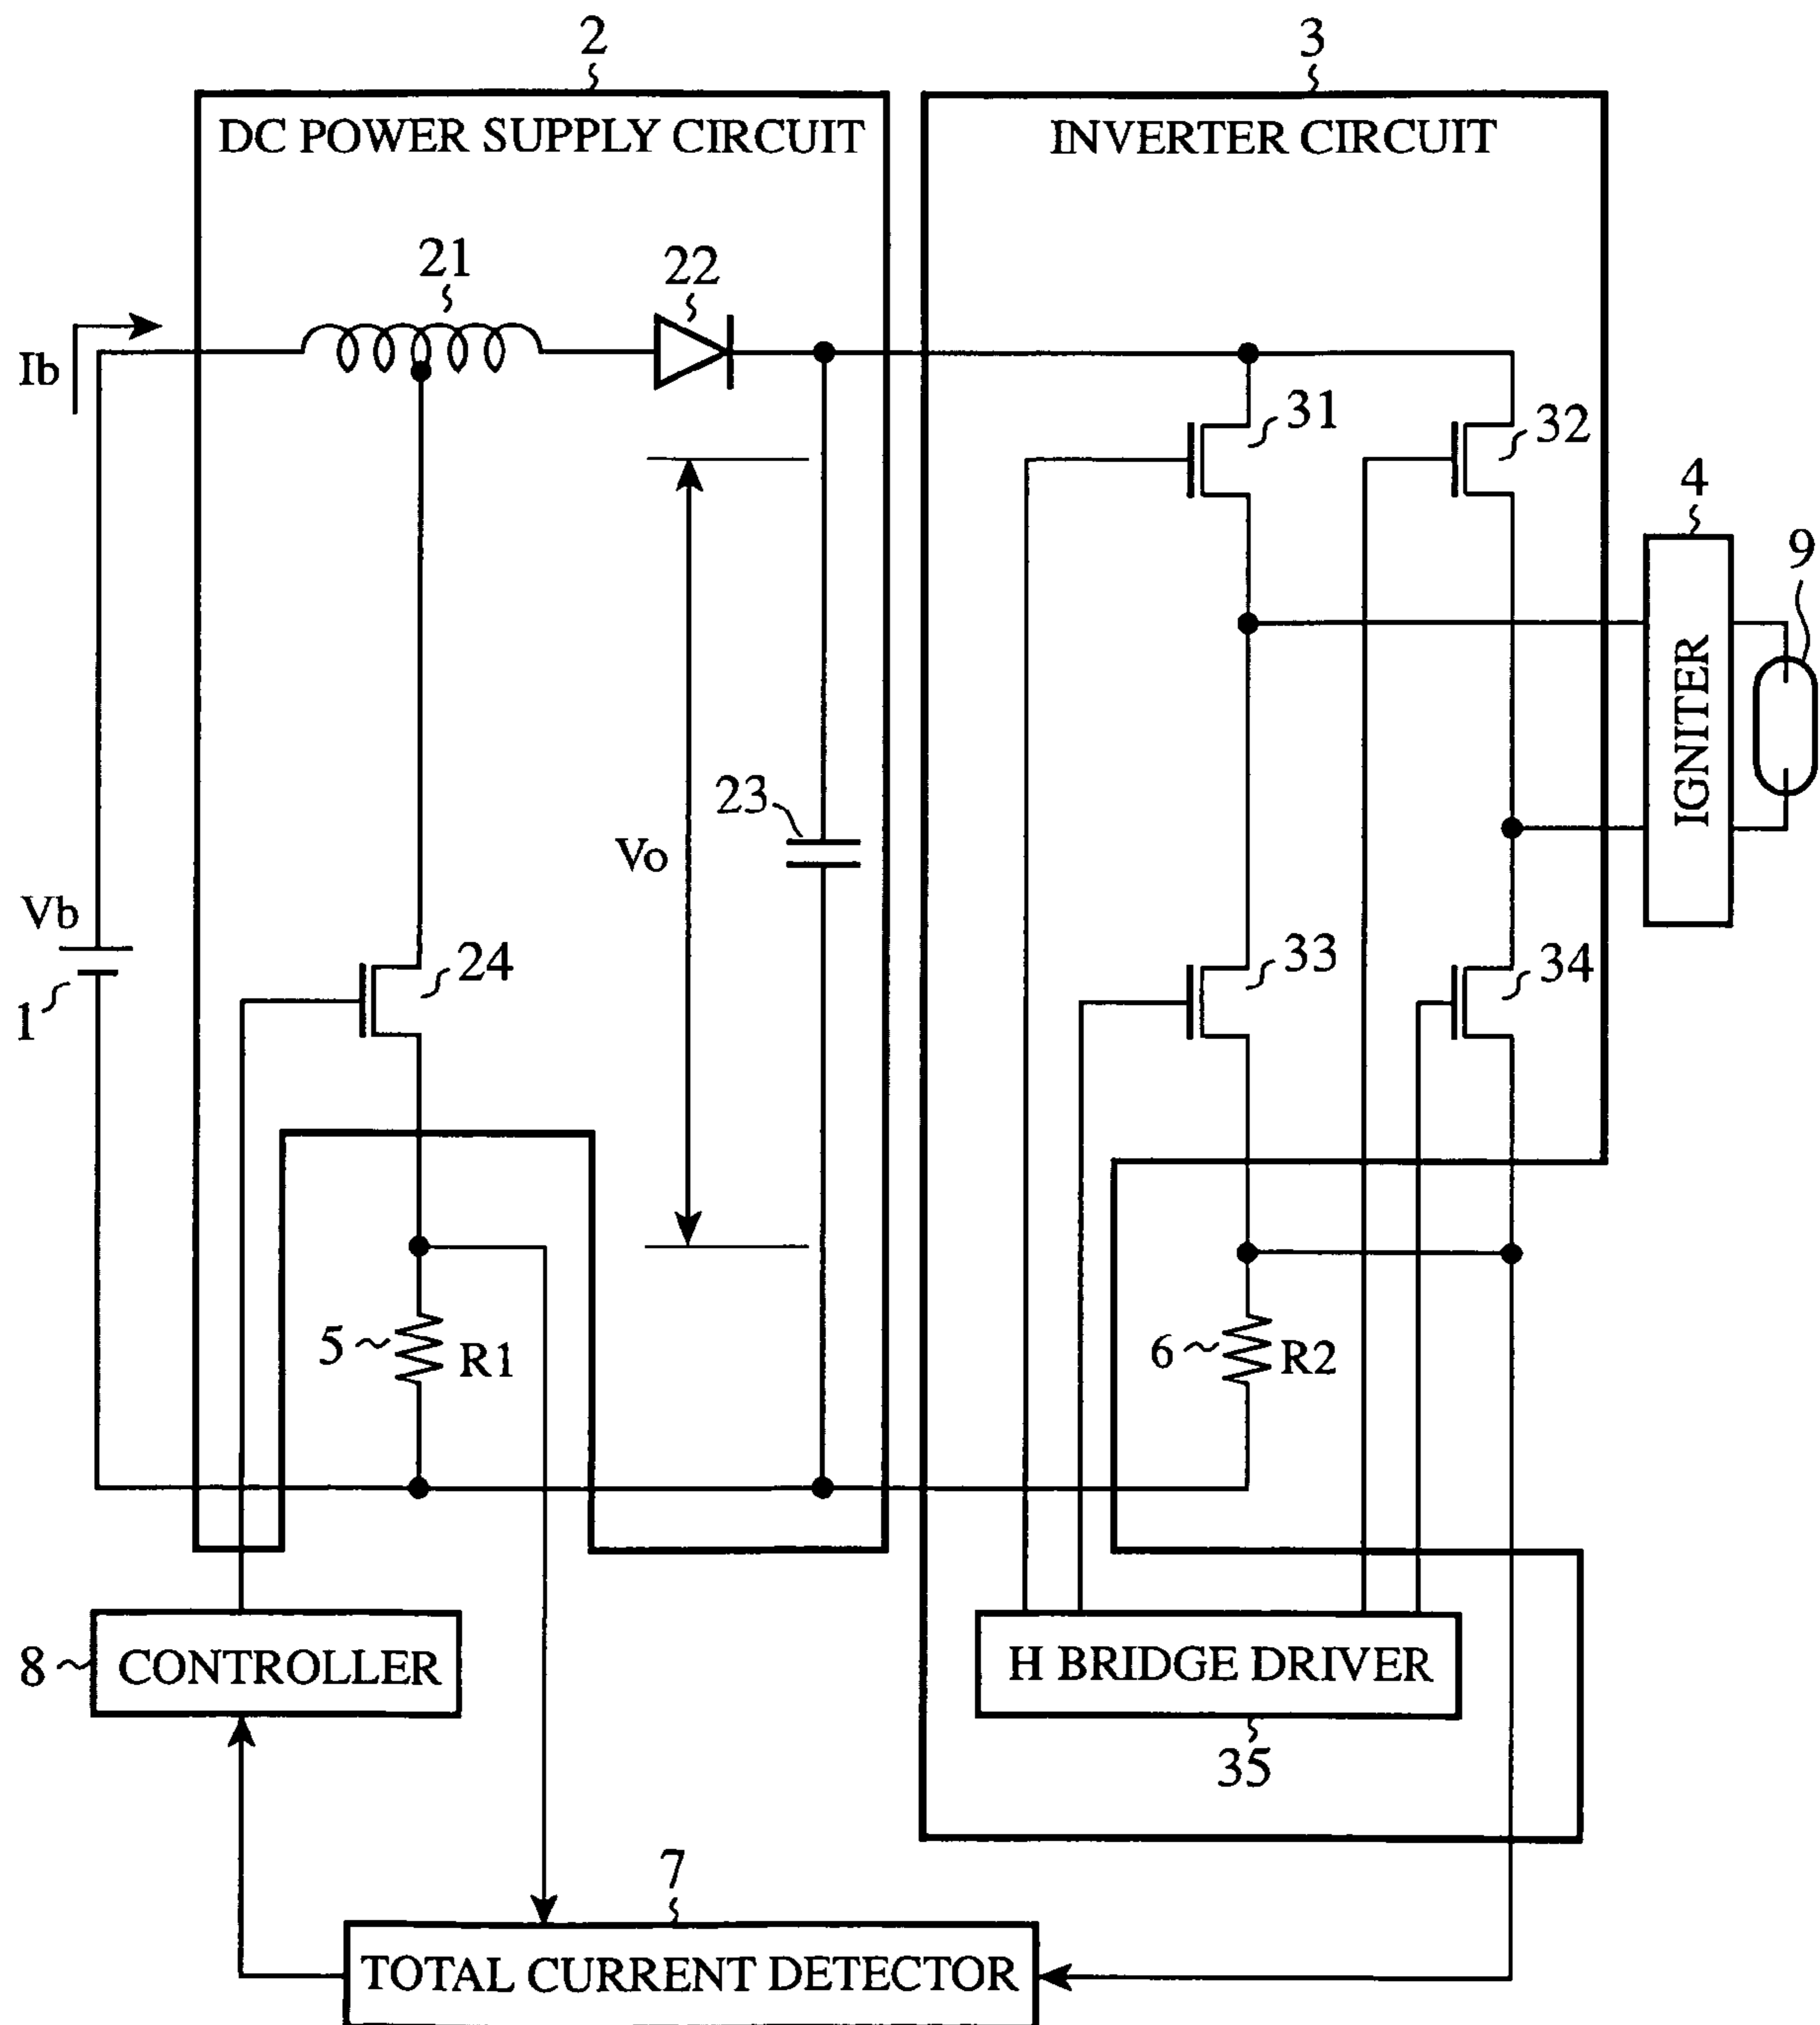 2
3
DC POWER SUPPLY CIRCUIT
INVERTER CIRCUIT
21
22
Ib
31
32
4
9
IGNITER
23
Vo
Vb
1
24
33
34
5
R1
6
R2
8
CONTROLLER
H BRIDGE DRIVER
35
7
TOTAL CURRENT DETECTOR